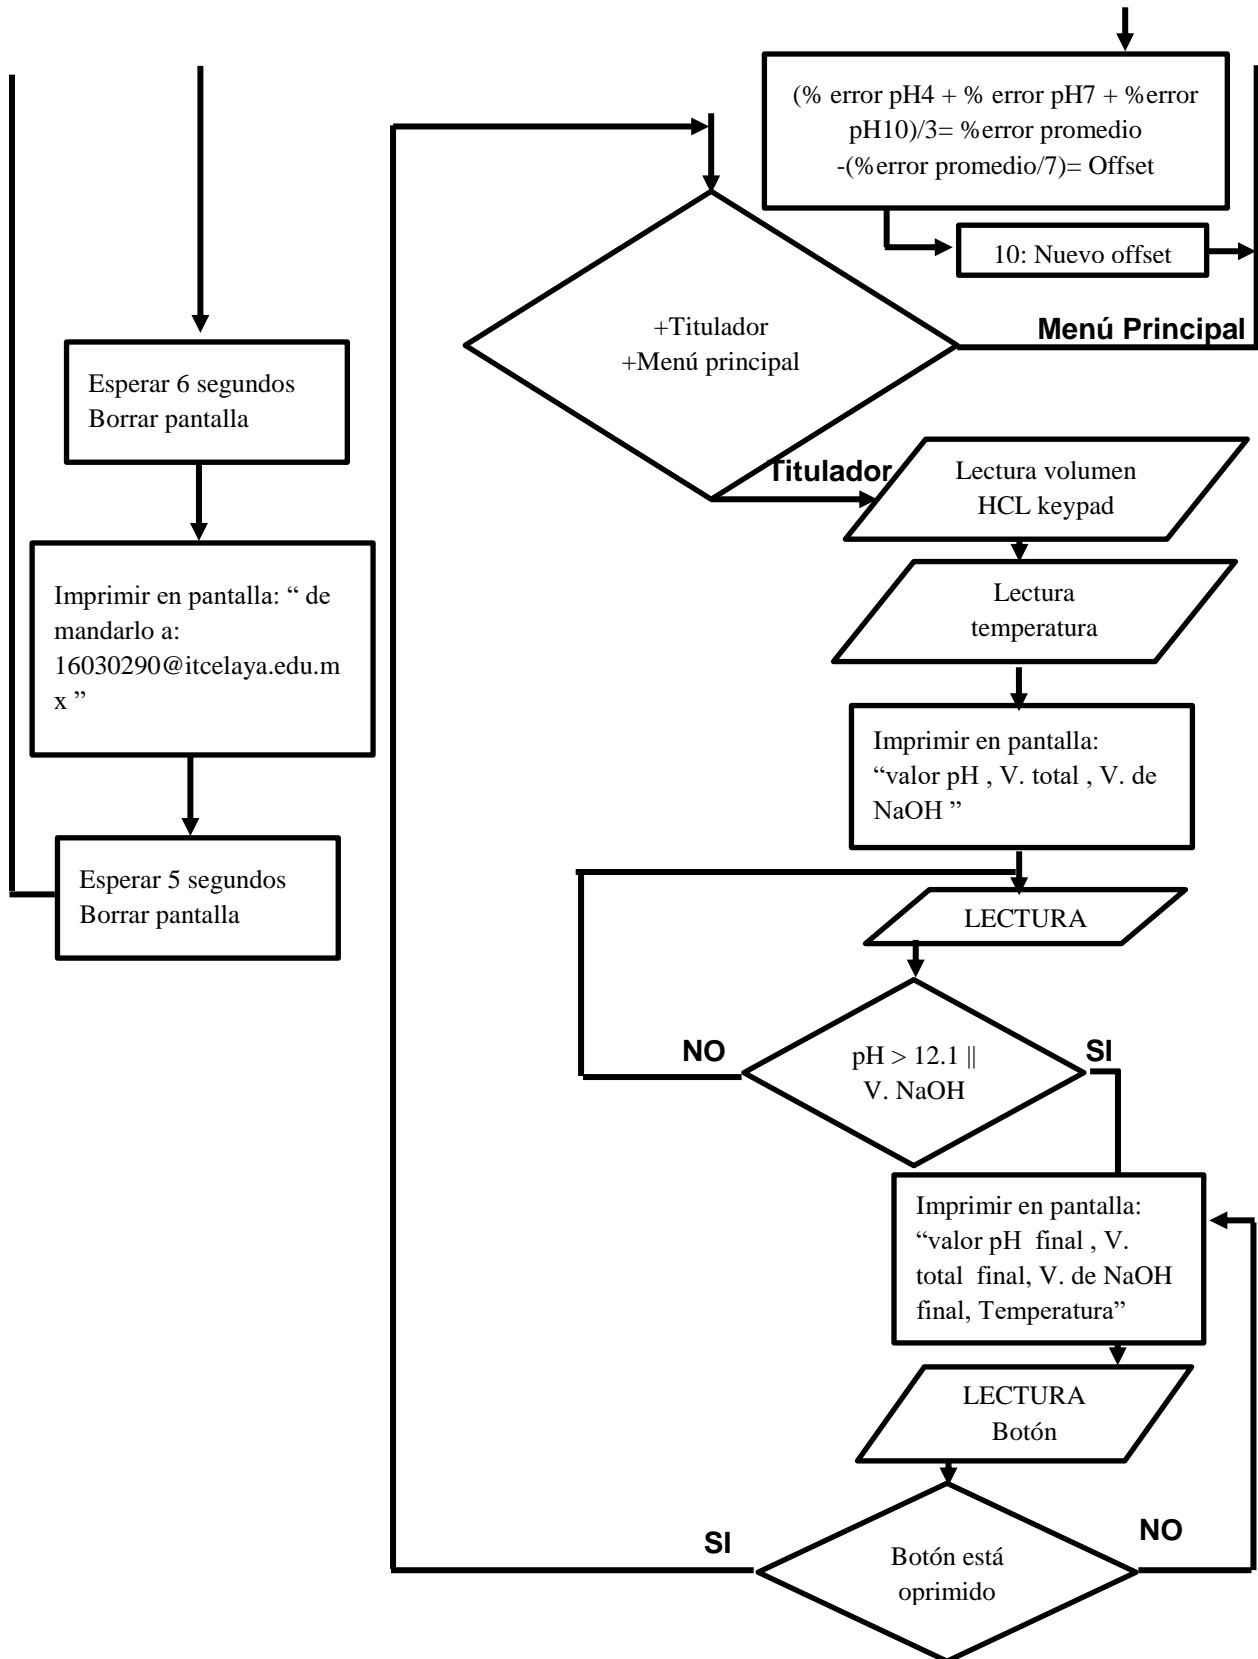 (% error pH4 + % error pH7 + %error
pH10)/3= %error promedio
-(%error promedio/7)= Offset
10: Nuevo offset
+Titulador
+Menú principal
Menú Principal
Titulador
Esperar 6 segundos
Borrar pantalla
Imprimir en pantalla: “ de
mandarlo a:
16030290@itcelaya.edu.m
x ”
Esperar 5 segundos
Borrar pantalla
Lectura volumen
HCL keypad
Lectura
temperatura
Imprimir en pantalla:
“valor pH , V. total , V. de
NaOH ”
LECTURA
NO
pH > 12.1 ||
V. NaOH
SI
Imprimir en pantalla:
“valor pH  final , V.
total  final, V. de NaOH
final, Temperatura”
LECTURA
Botón
SI
Botón está
oprimido
NO